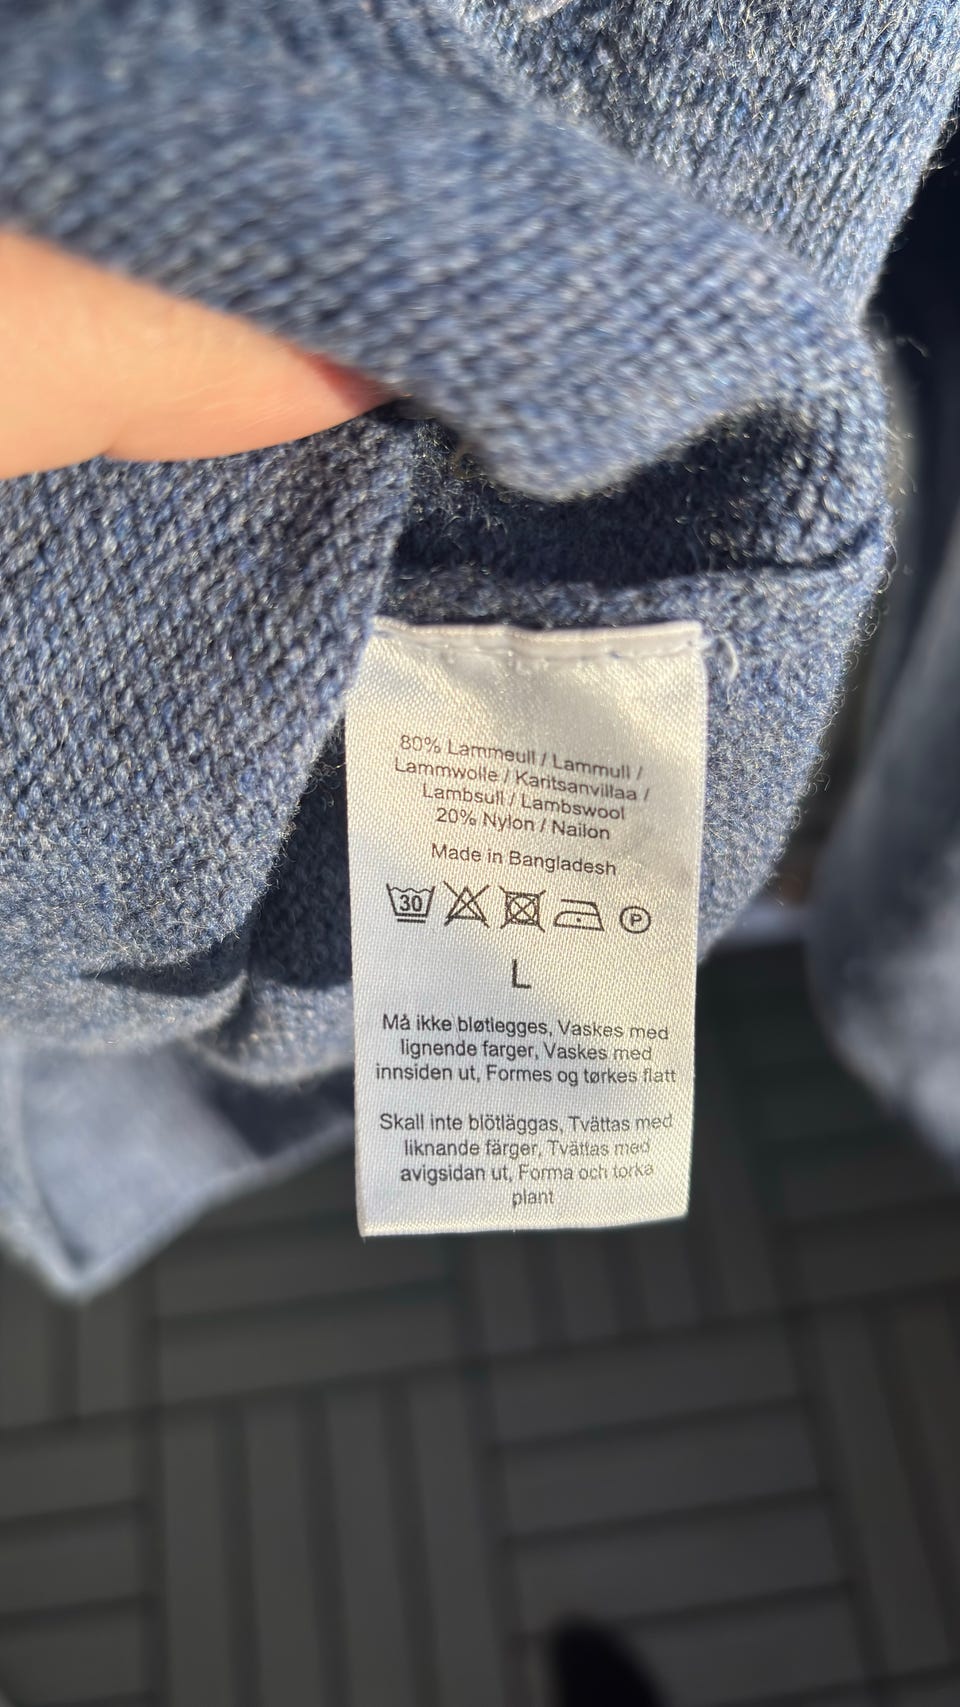 80% Lammeull / Lammull /
Lammwolle / Karitsanvillaa /
Lambsull / Lambswool
20% Nylon / Nailon
Made in Bangladesh
30 P
L
Må ikke bløtlegges, Vaskes med
lignende farger, Vaskes med
innsiden ut, Formes og tørkes flatt
Skall inte blötläggas, Tvättas med
liknande färger, Tvättas med
avigsidan ut, Forma och torka
plant